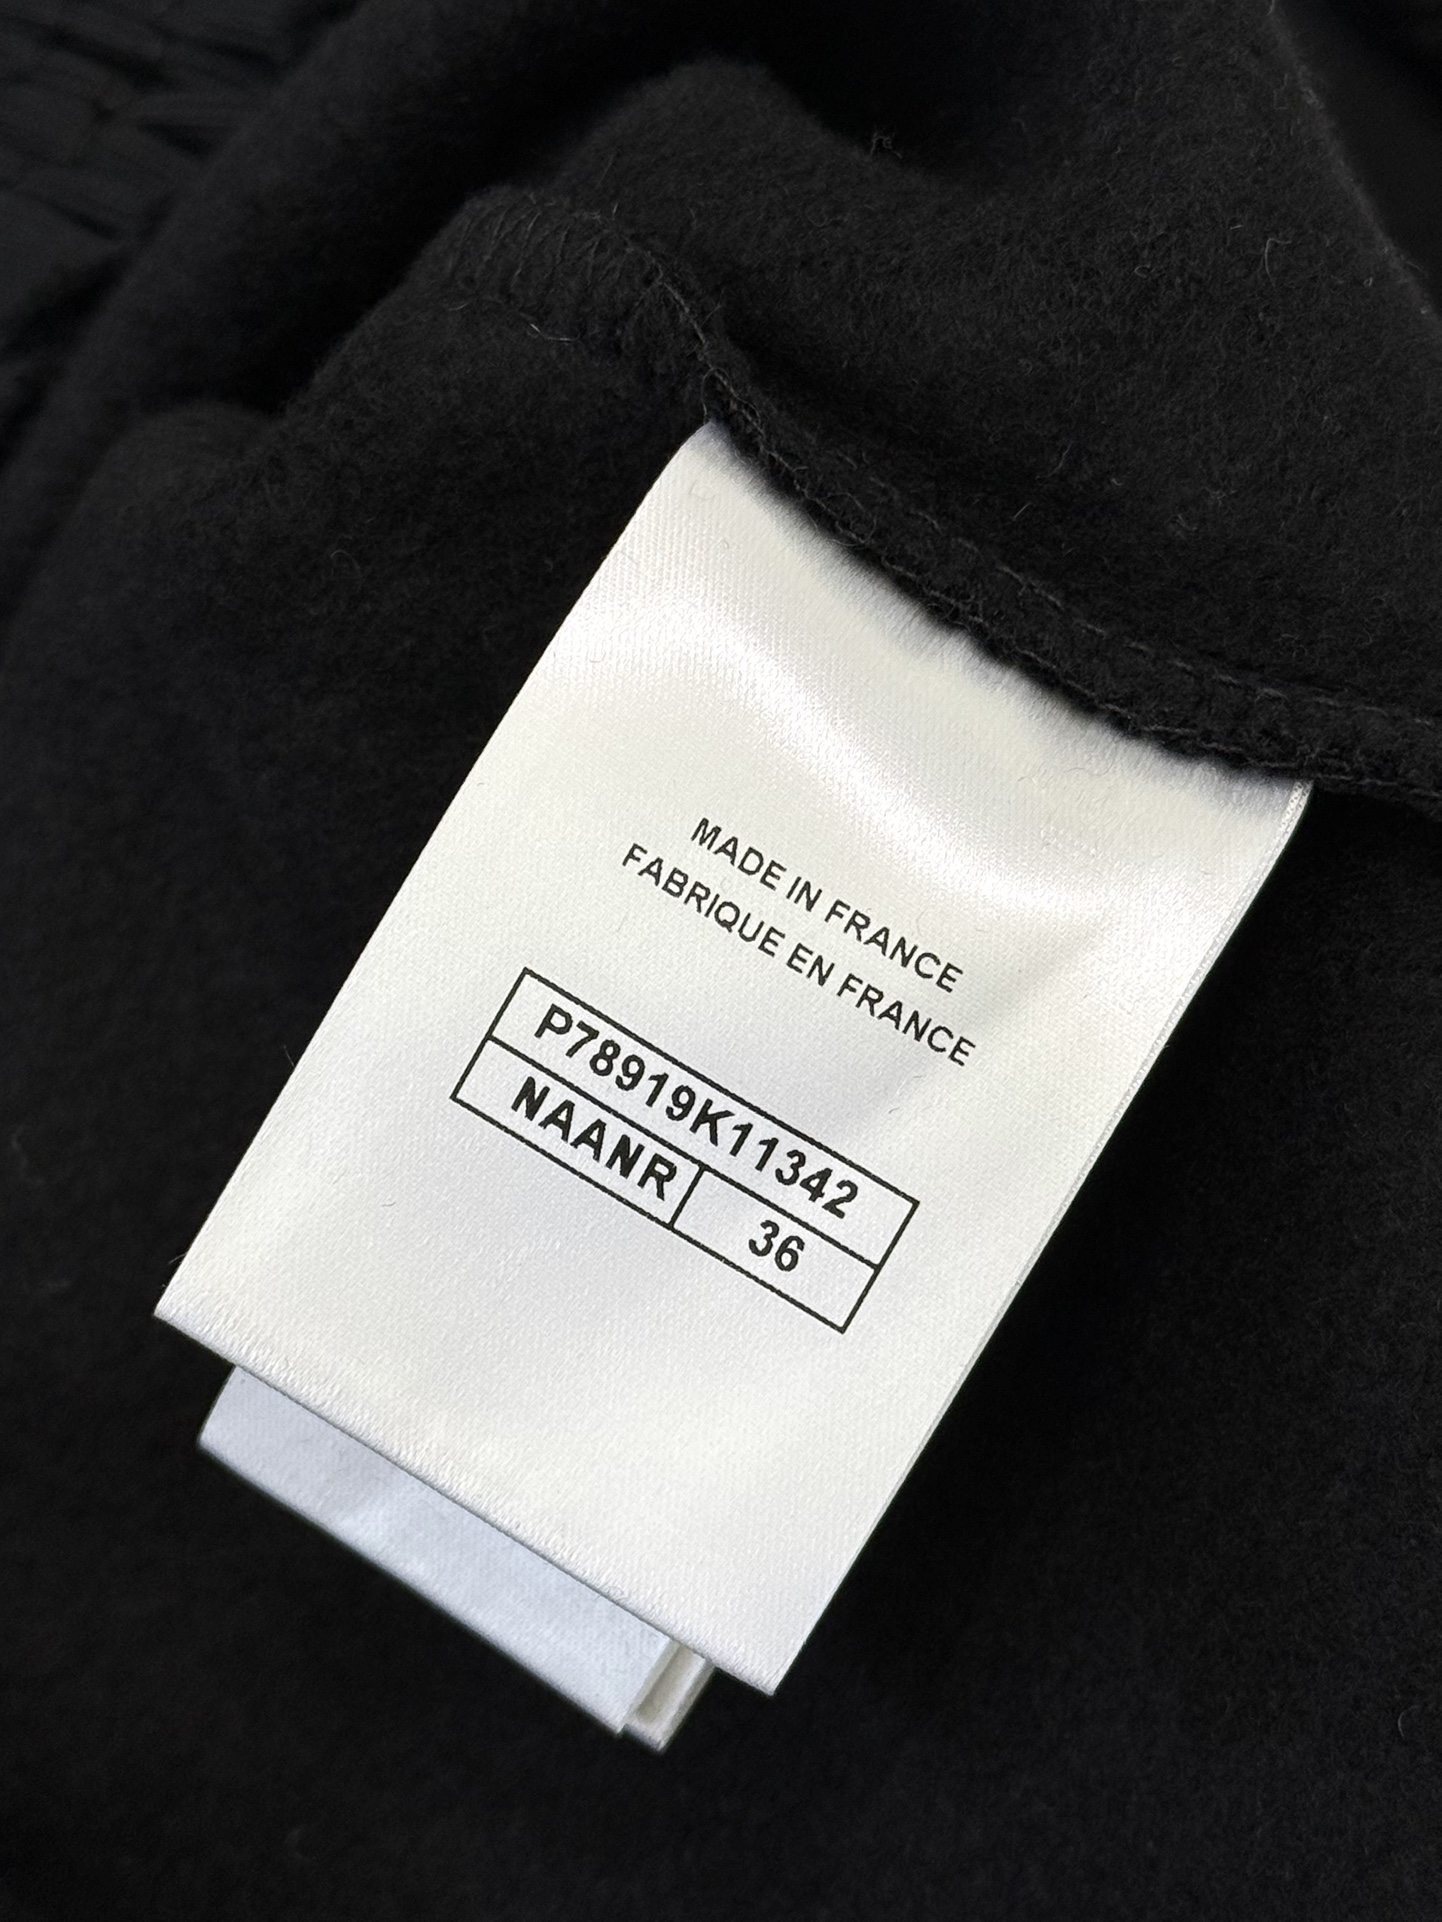 MADE IN FRANCE
FABRIQUE EN FRANCE
P78919K11342
NAANR 36